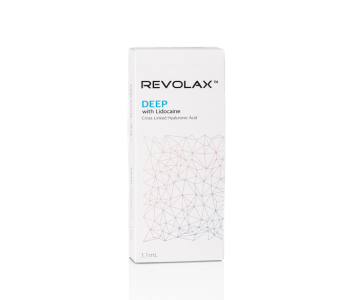 REVOLAX™
DEEP
with Lidocaine
Cross Linked Hyaluronic Acid
1.1mL